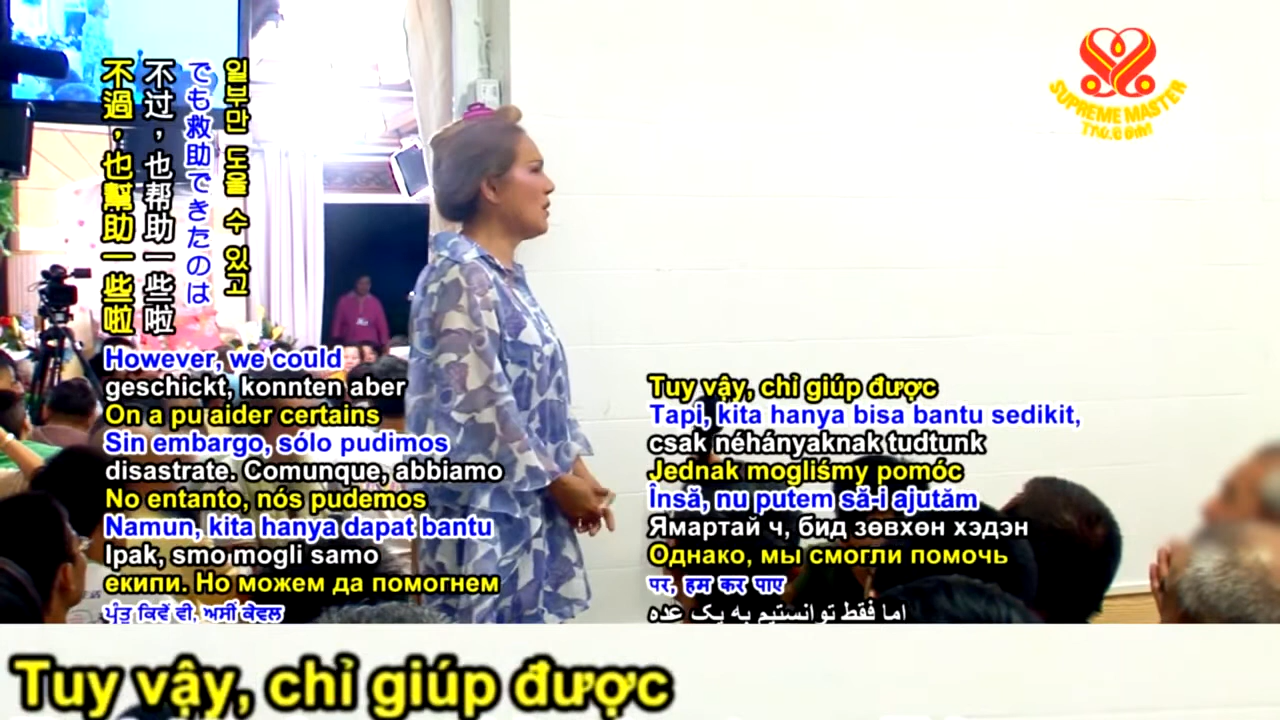 不過，也幫助一些啦
不过，也帮助一些啦
でも救助できたのは
일부만 도울 수 있고
SUPREME MASTER
However, we could
geschickt, konnten aber
On a pu aider certains
Sin embargo, sólo pudimos
disastrate. Comunque, abbiamo
No entanto, nós pudemos
Namun, kita hanya dapat bantu
Ipak, smo mogli samo
екипи. Но можем да помогнем
ਪ੍ਰੰਤੂ ਕਿਵੇਂ ਵੀ, ਅਸੀਂ ਕੇਵਲ
Tuy vậy, chỉ giúp được
Tapi, kita hanya bisa bantu sedikit,
csak néhányaknak tudtunk
Jednak mogliśmy pomóc
Însă, nu putem să-i ajutăm
Ямартай ч, бид зөвхөн хэдэн
Однако, мы смогли помочь
पर, हम कर पाए
اما فقط توانستیم به یک عده
Tuy vậy, chỉ giúp được